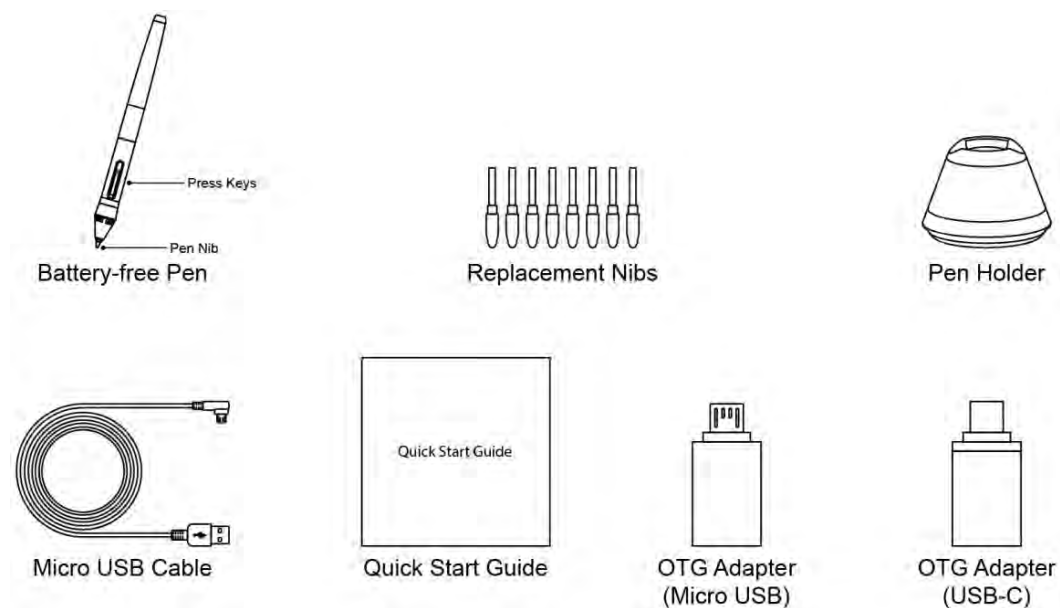 Press Keys
Pen Nib
Battery-free Pen
Replacement Nibs
Pen Holder
Quick Start Guide
Micro USB Cable
Quick Start Guide
OTG Adapter
(Micro USB)
OTG Adapter
(USB-C)